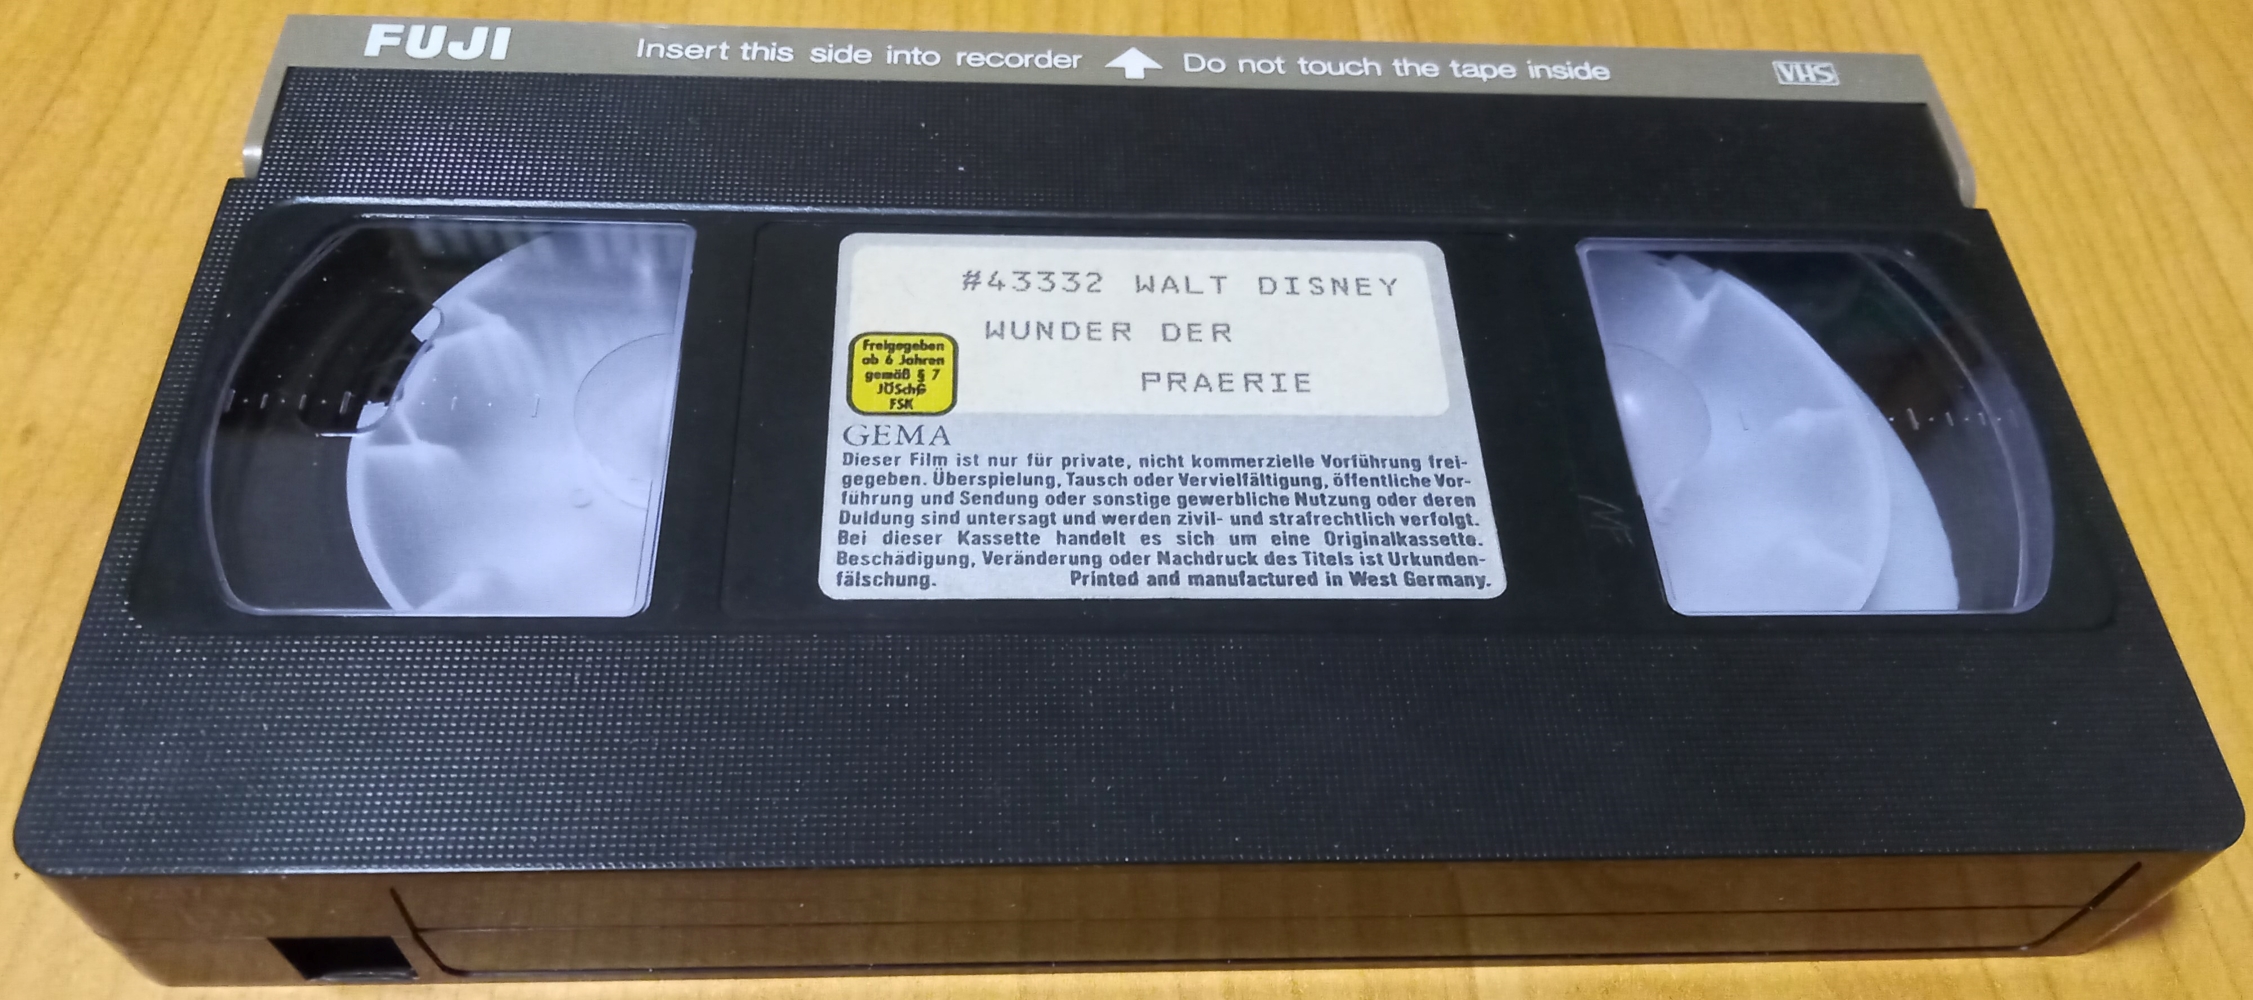 FUJI Insert this side into recorder Do not touch the tape inside VHS
#43332 WALT DISNEY
WUNDER DER
PRAERIE
Freigegeben
ab 6 Jahren
gemäß § 7
JÖSchG
FSK
GEMA
Dieser Film ist nur für private, nicht kommerzielle Vorführung frei-
gegeben. Überspielung, Tausch oder Vervielfältigung, öffentliche Vor-
führung und Sendung oder sonstige gewerbliche Nutzung oder deren
Duldung sind untersagt und werden zivil- und strafrechtlich verfolgt.
Bei dieser Kassette handelt es sich um eine Originalkassette.
Beschädigung, Veränderung oder Nachdruck des Titels ist Urkunden-
fälschung. Printed and manufactured in West Germany.